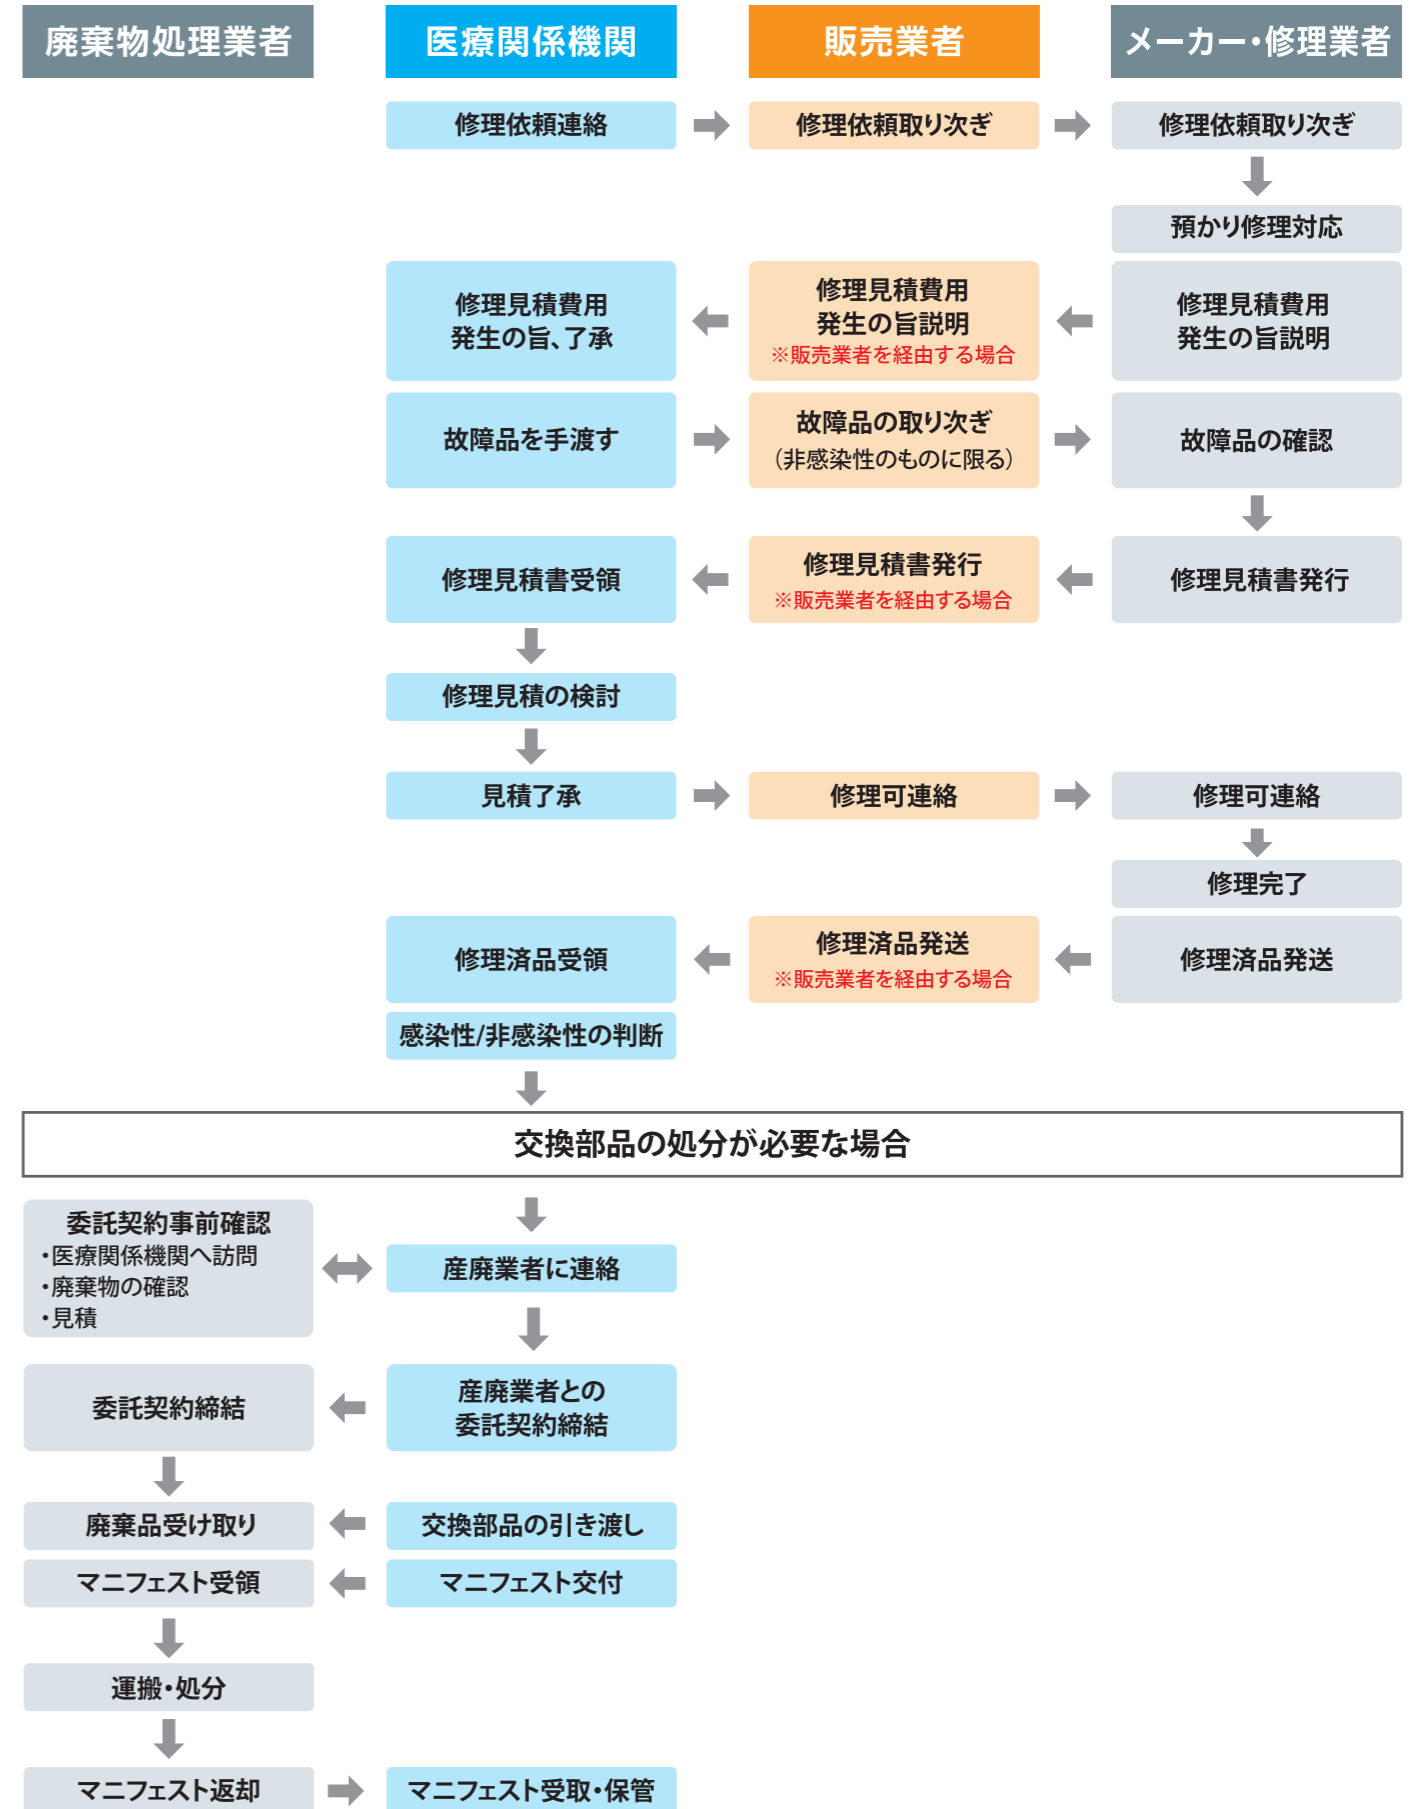 廃棄物処理業者
医療関係機関
販売業者
メーカー・修理業者
修理依頼連絡
修理依頼取り次ぎ
修理依頼取り次ぎ
預かり修理対応
修理見積費用
発生の旨、了承
修理見積費用
発生の旨説明
※販売業者を経由する場合
修理見積費用
発生の旨説明
故障品を手渡す
故障品の取り次ぎ
（非感染性のものに限る）
故障品の確認
修理見積書受領
修理見積書発行
※販売業者を経由する場合
修理見積書発行
修理見積の検討
見積了承
修理可連絡
修理可連絡
修理完了
修理済品受領
修理済品発送
※販売業者を経由する場合
修理済品発送
感染性/非感染性の判断
交換部品の処分が必要な場合
委託契約事前確認
・医療関係機関へ訪問
・廃棄物の確認
・見積
産廃業者に連絡
委託契約締結
産廃業者との
委託契約締結
廃棄品受け取り
交換部品の引き渡し
マニフェスト受領
マニフェスト交付
運搬・処分
マニフェスト返却
マニフェスト受取・保管